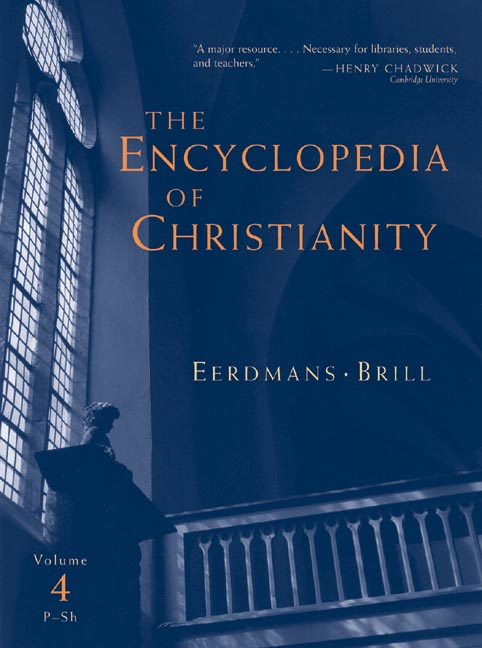 "A major resource. . . . Necessary for libraries, students,
and teachers."
—HENRY CHADWICK
Cambridge University
THE
ENCYCLOPEDIA
OF
CHRISTIANITY
EERDMANS • BRILL
Volume
4
P–Sh